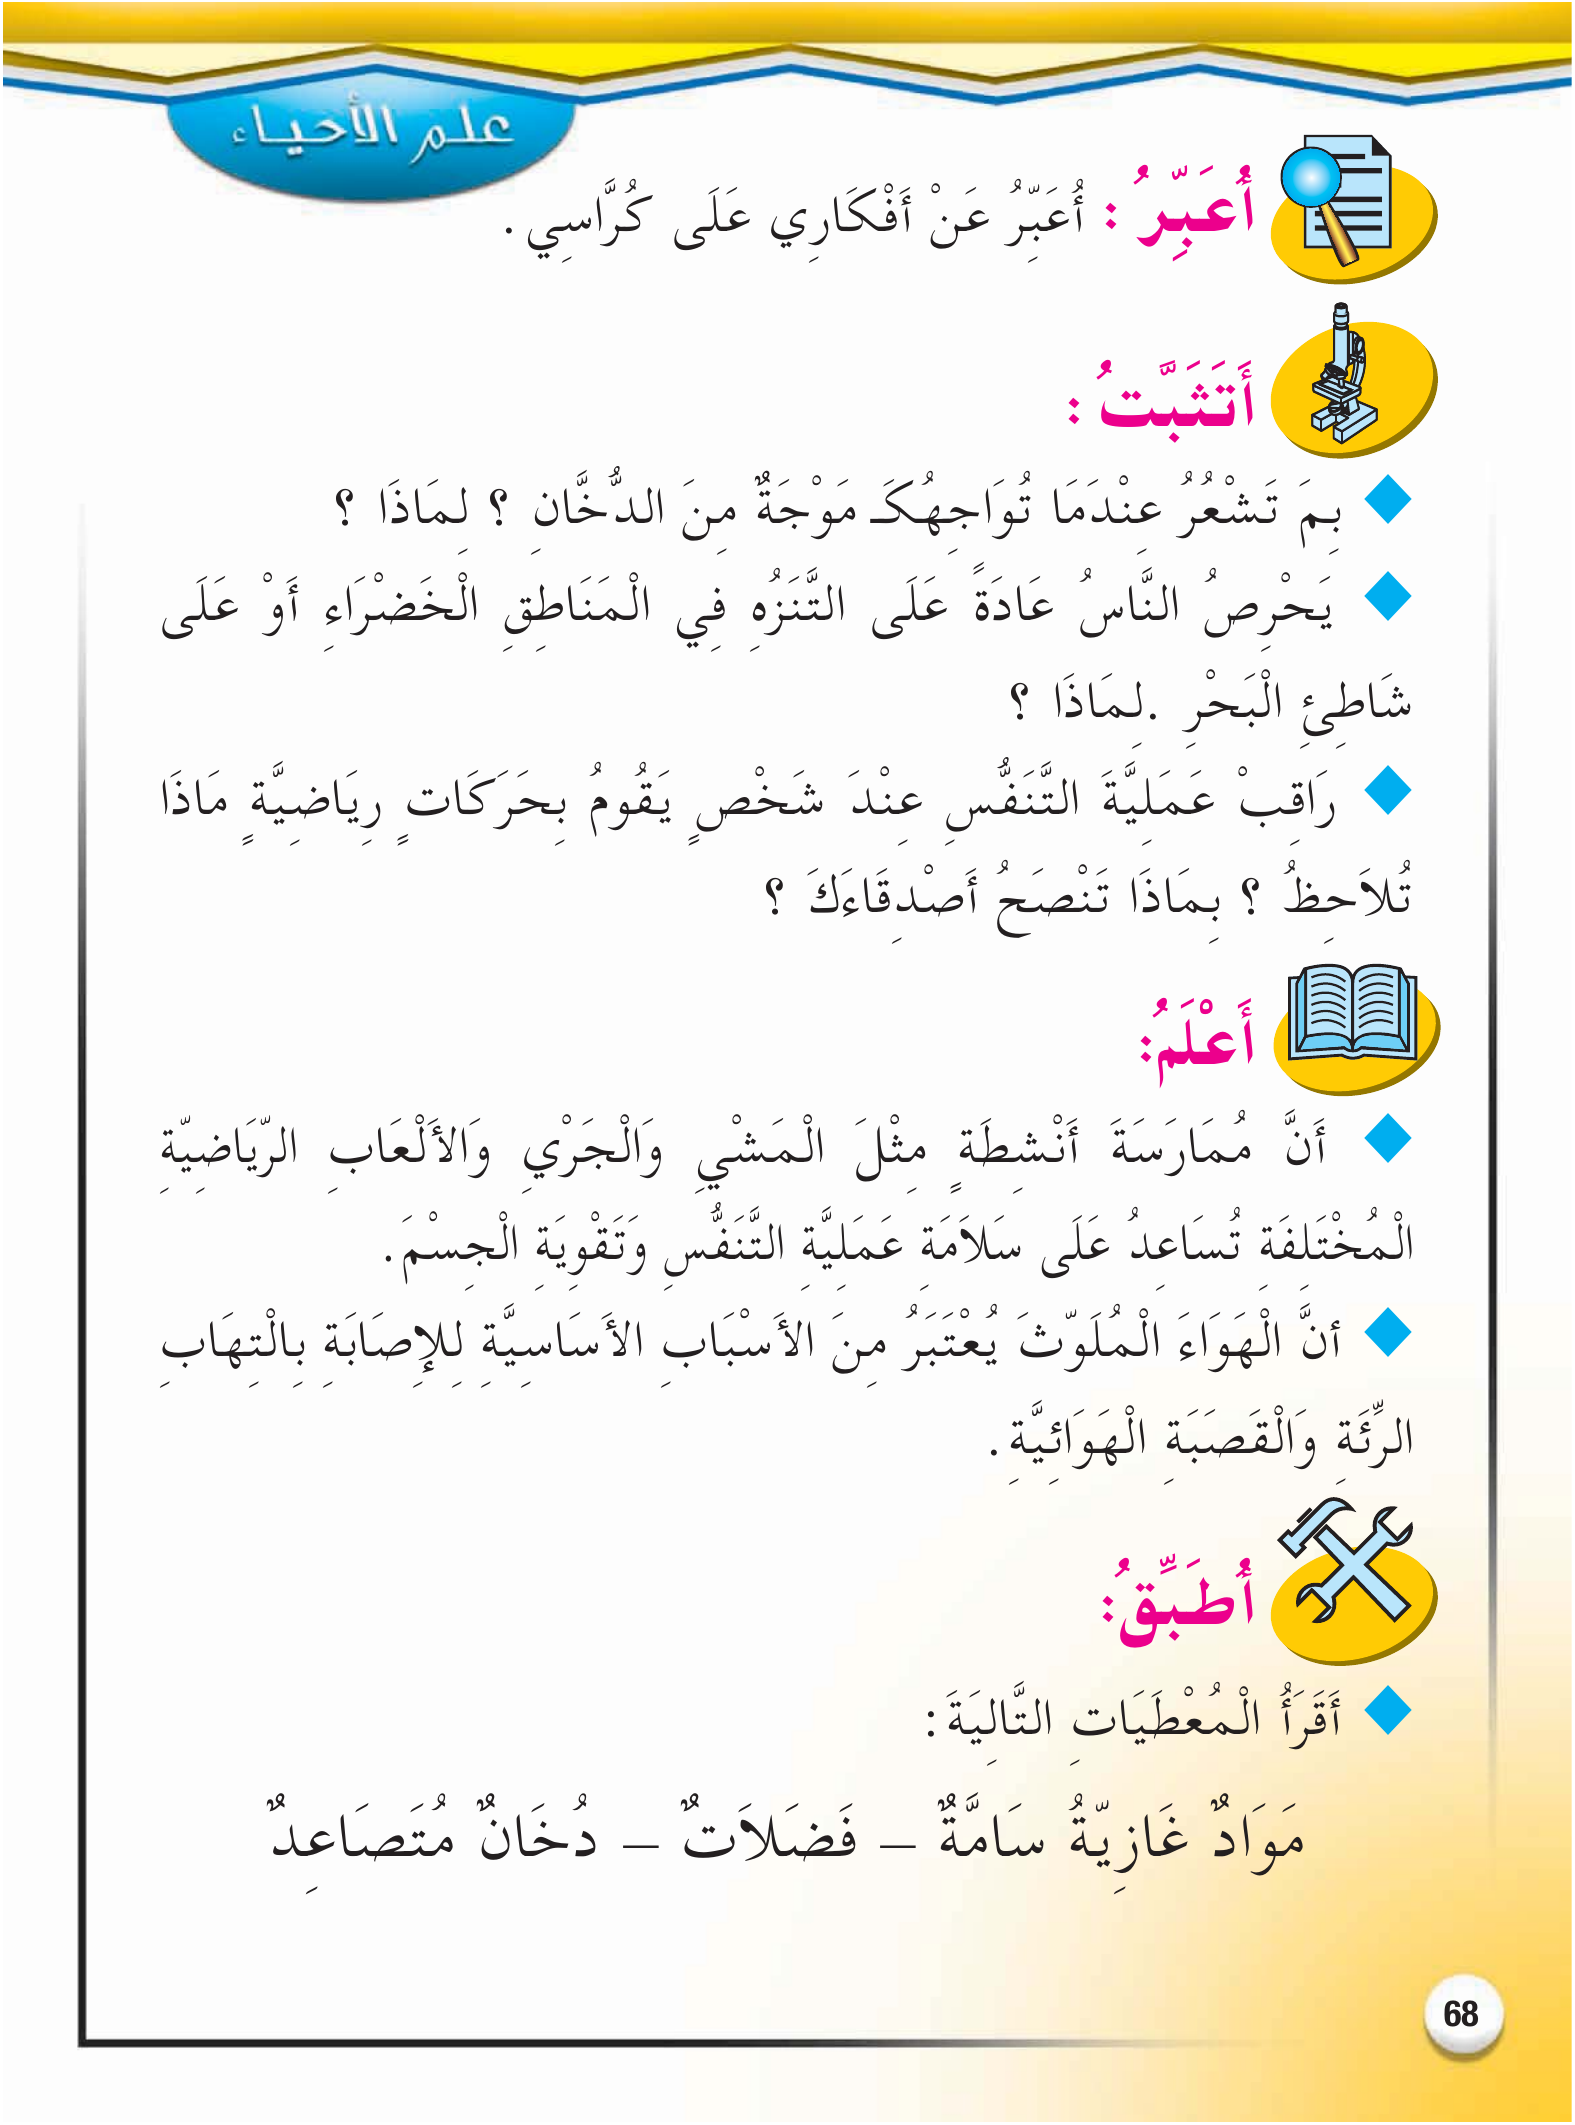 علم الأحياء
أُعَبِّرُ : أُعَبِّرُ عَنْ أَفْكَارِي عَلَى كُرَّاسِي .
أَتَثَبَّتُ :
بِمَ تَشْعُرُ عِنْدَمَا تُوَاجِهُكَـ مَوْجَةٌ مِنَ الدُّخَّانِ ؟ لِمَاذَا ؟
يَحْرِصُ النَّاسُ عَادَةً عَلَى التَّنَزُهِ فِي الْمَنَاطِقِ الْخَضْرَاءِ أَوْ عَلَى
شَاطِئِ الْبَحْرِ .لِمَاذَا ؟
رَاقِبْ عَمَلِيَّةَ التَّنَفُّسِ عِنْدَ شَخْصٍ يَقُومُ بِحَرَكَاتٍ رِيَاضِيَّةٍ مَاذَا
تُلاَحِظُ ؟ بِمَاذَا تَنْصَحُ أَصْدِقَاءَكَ ؟
أَعْلَمُ:
أَنَّ مُمَارَسَةَ أَنْشِطَةٍ مِثْلَ الْمَشْيِ وَالْجَرْيِ وَالأَلْعَابِ الرّيَاضِيّةِ
الْمُخْتَلِفَةِ تُسَاعِدُ عَلَى سَلاَمَةِ عَمَلِيَّةِ التَّنَفُّسِ وَتَقْوِيَةِ الْجِسْمَ.
أنَّ الْهَوَاءَ الْمُلَوّثَ يُعْتَبَرُ مِنَ الأَسْبَابِ الأَسَاسِيَّةِ لِلإِصَابَةِ بِالْتِهَابِ
الرِّئَةِ وَالْقَصَبَةِ الْهَوَائِيَّةِ.
أُطَبِّقُ:
أَقَرَأُ الْمُعْطَيَاتِ التَّالِيَةَ:
مَوَادٌ غَازِيّةُ سَامَّةٌ – فَضَلاَتٌ – دُخَانٌ مُتَصَاعِدٌ
68